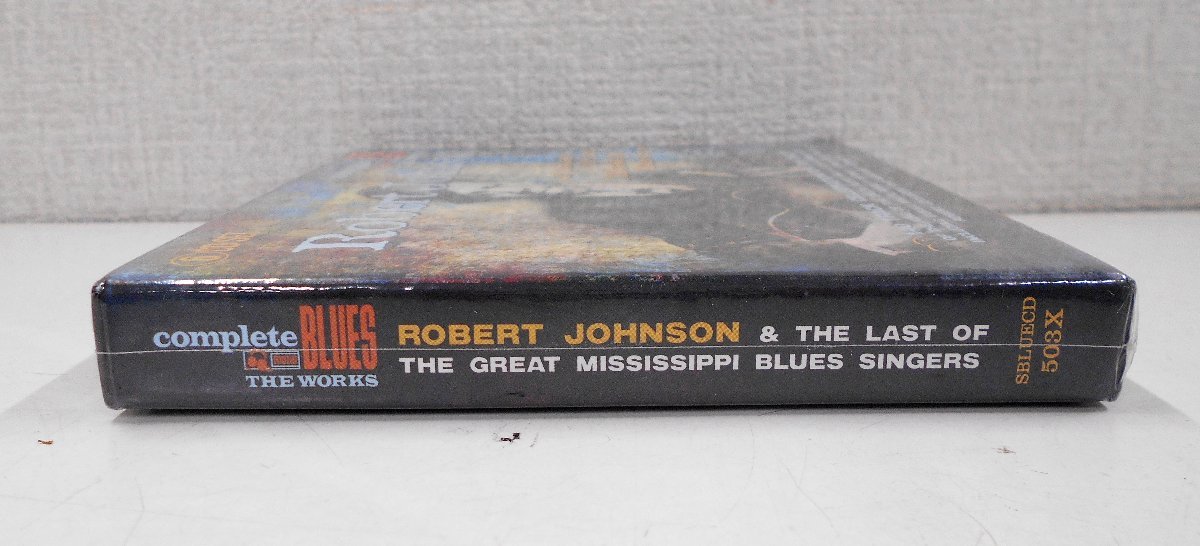 complete BLUES
THE WORKS
ROBERT JOHNSON & THE LAST OF
THE GREAT MISSISSIPPI BLUES SINGERS
SBLUECD
503X